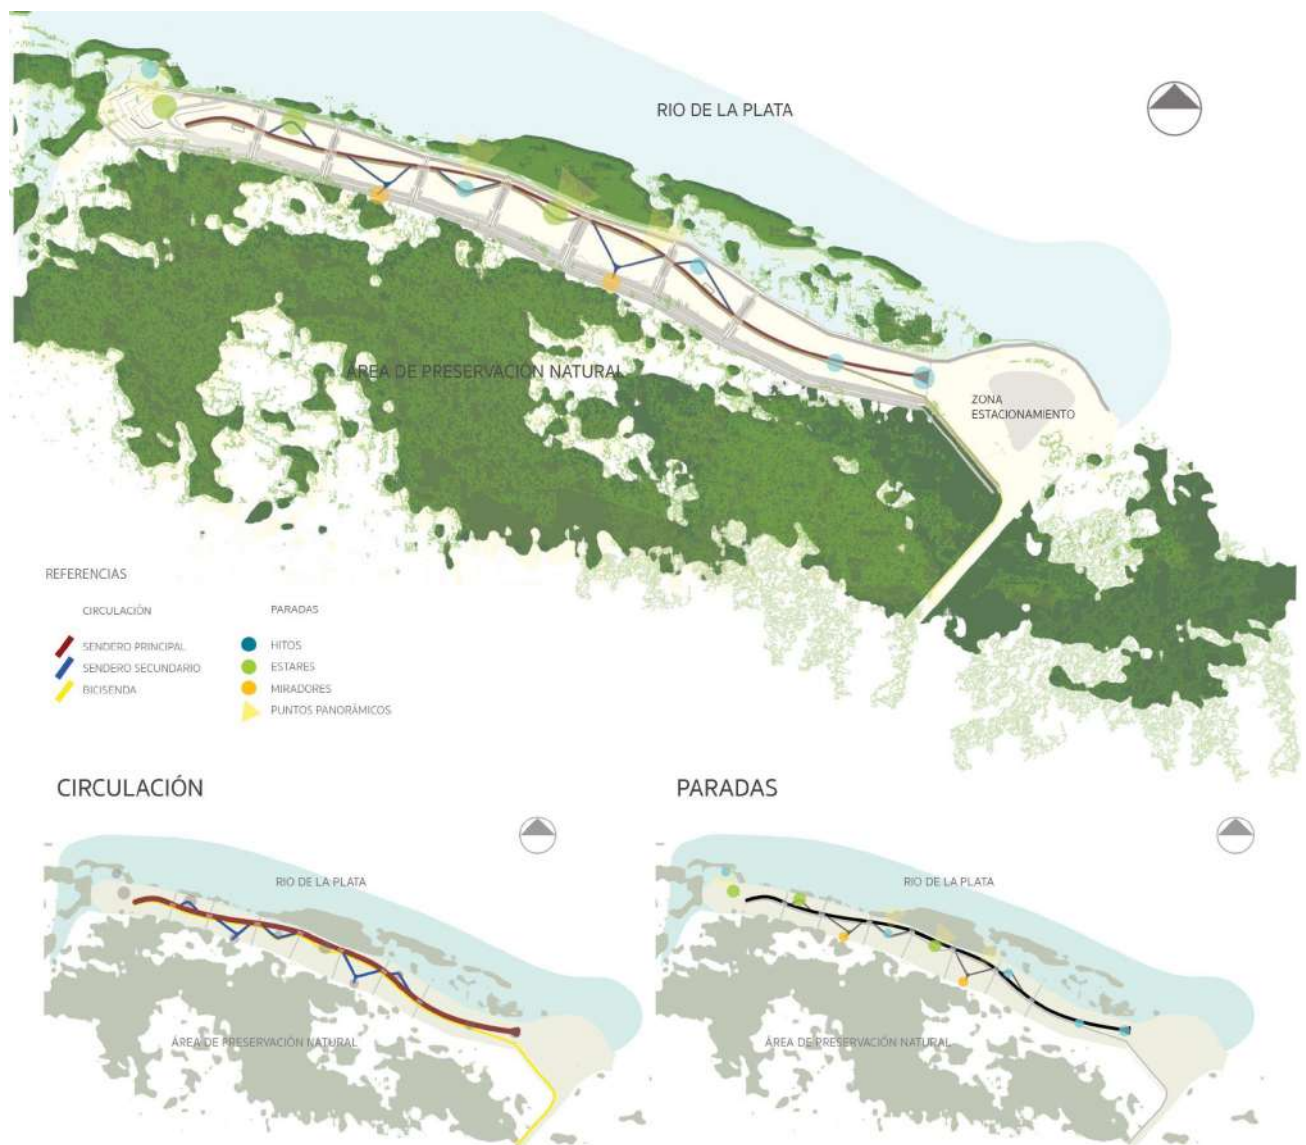 RIO DE LA PLATA
ÁREA DE PRESERVACIÓN NATURAL
ZONA
ESTACIONAMIENTO
REFERENCIAS
CIRCULACIÓN
SENDERO PRINCIPAL
SENDERO SECUNDARIO
BICISENDA
PARADAS
HITOS
ESTARES
MIRADORES
PUNTOS PANORÁMICOS
CIRCULACIÓN
RIO DE LA PLATA
ÁREA DE PRESERVACIÓN NATURAL
PARADAS
RIO DE LA PLATA
ÁREA DE PRESERVACIÓN NATURAL